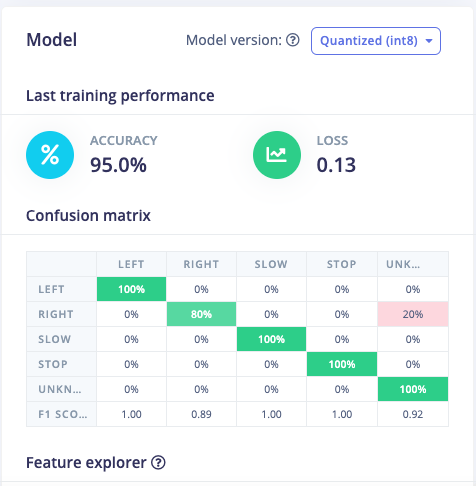 Model Model version: Quantized (int8)
Last training performance
% ACCURACY LOSS
95.0% 0.13
Confusion matrix
LEFT RIGHT SLOW STOP UNK...
LEFT 100% 0% 0% 0% 0%
RIGHT 0% 80% 0% 0% 20%
SLOW 0% 0% 100% 0% 0%
STOP 0% 0% 0% 100% 0%
UNKN... 0% 0% 0% 0% 100%
F1 SCO... 1.00 0.89 1.00 1.00 0.92
Feature explorer ?